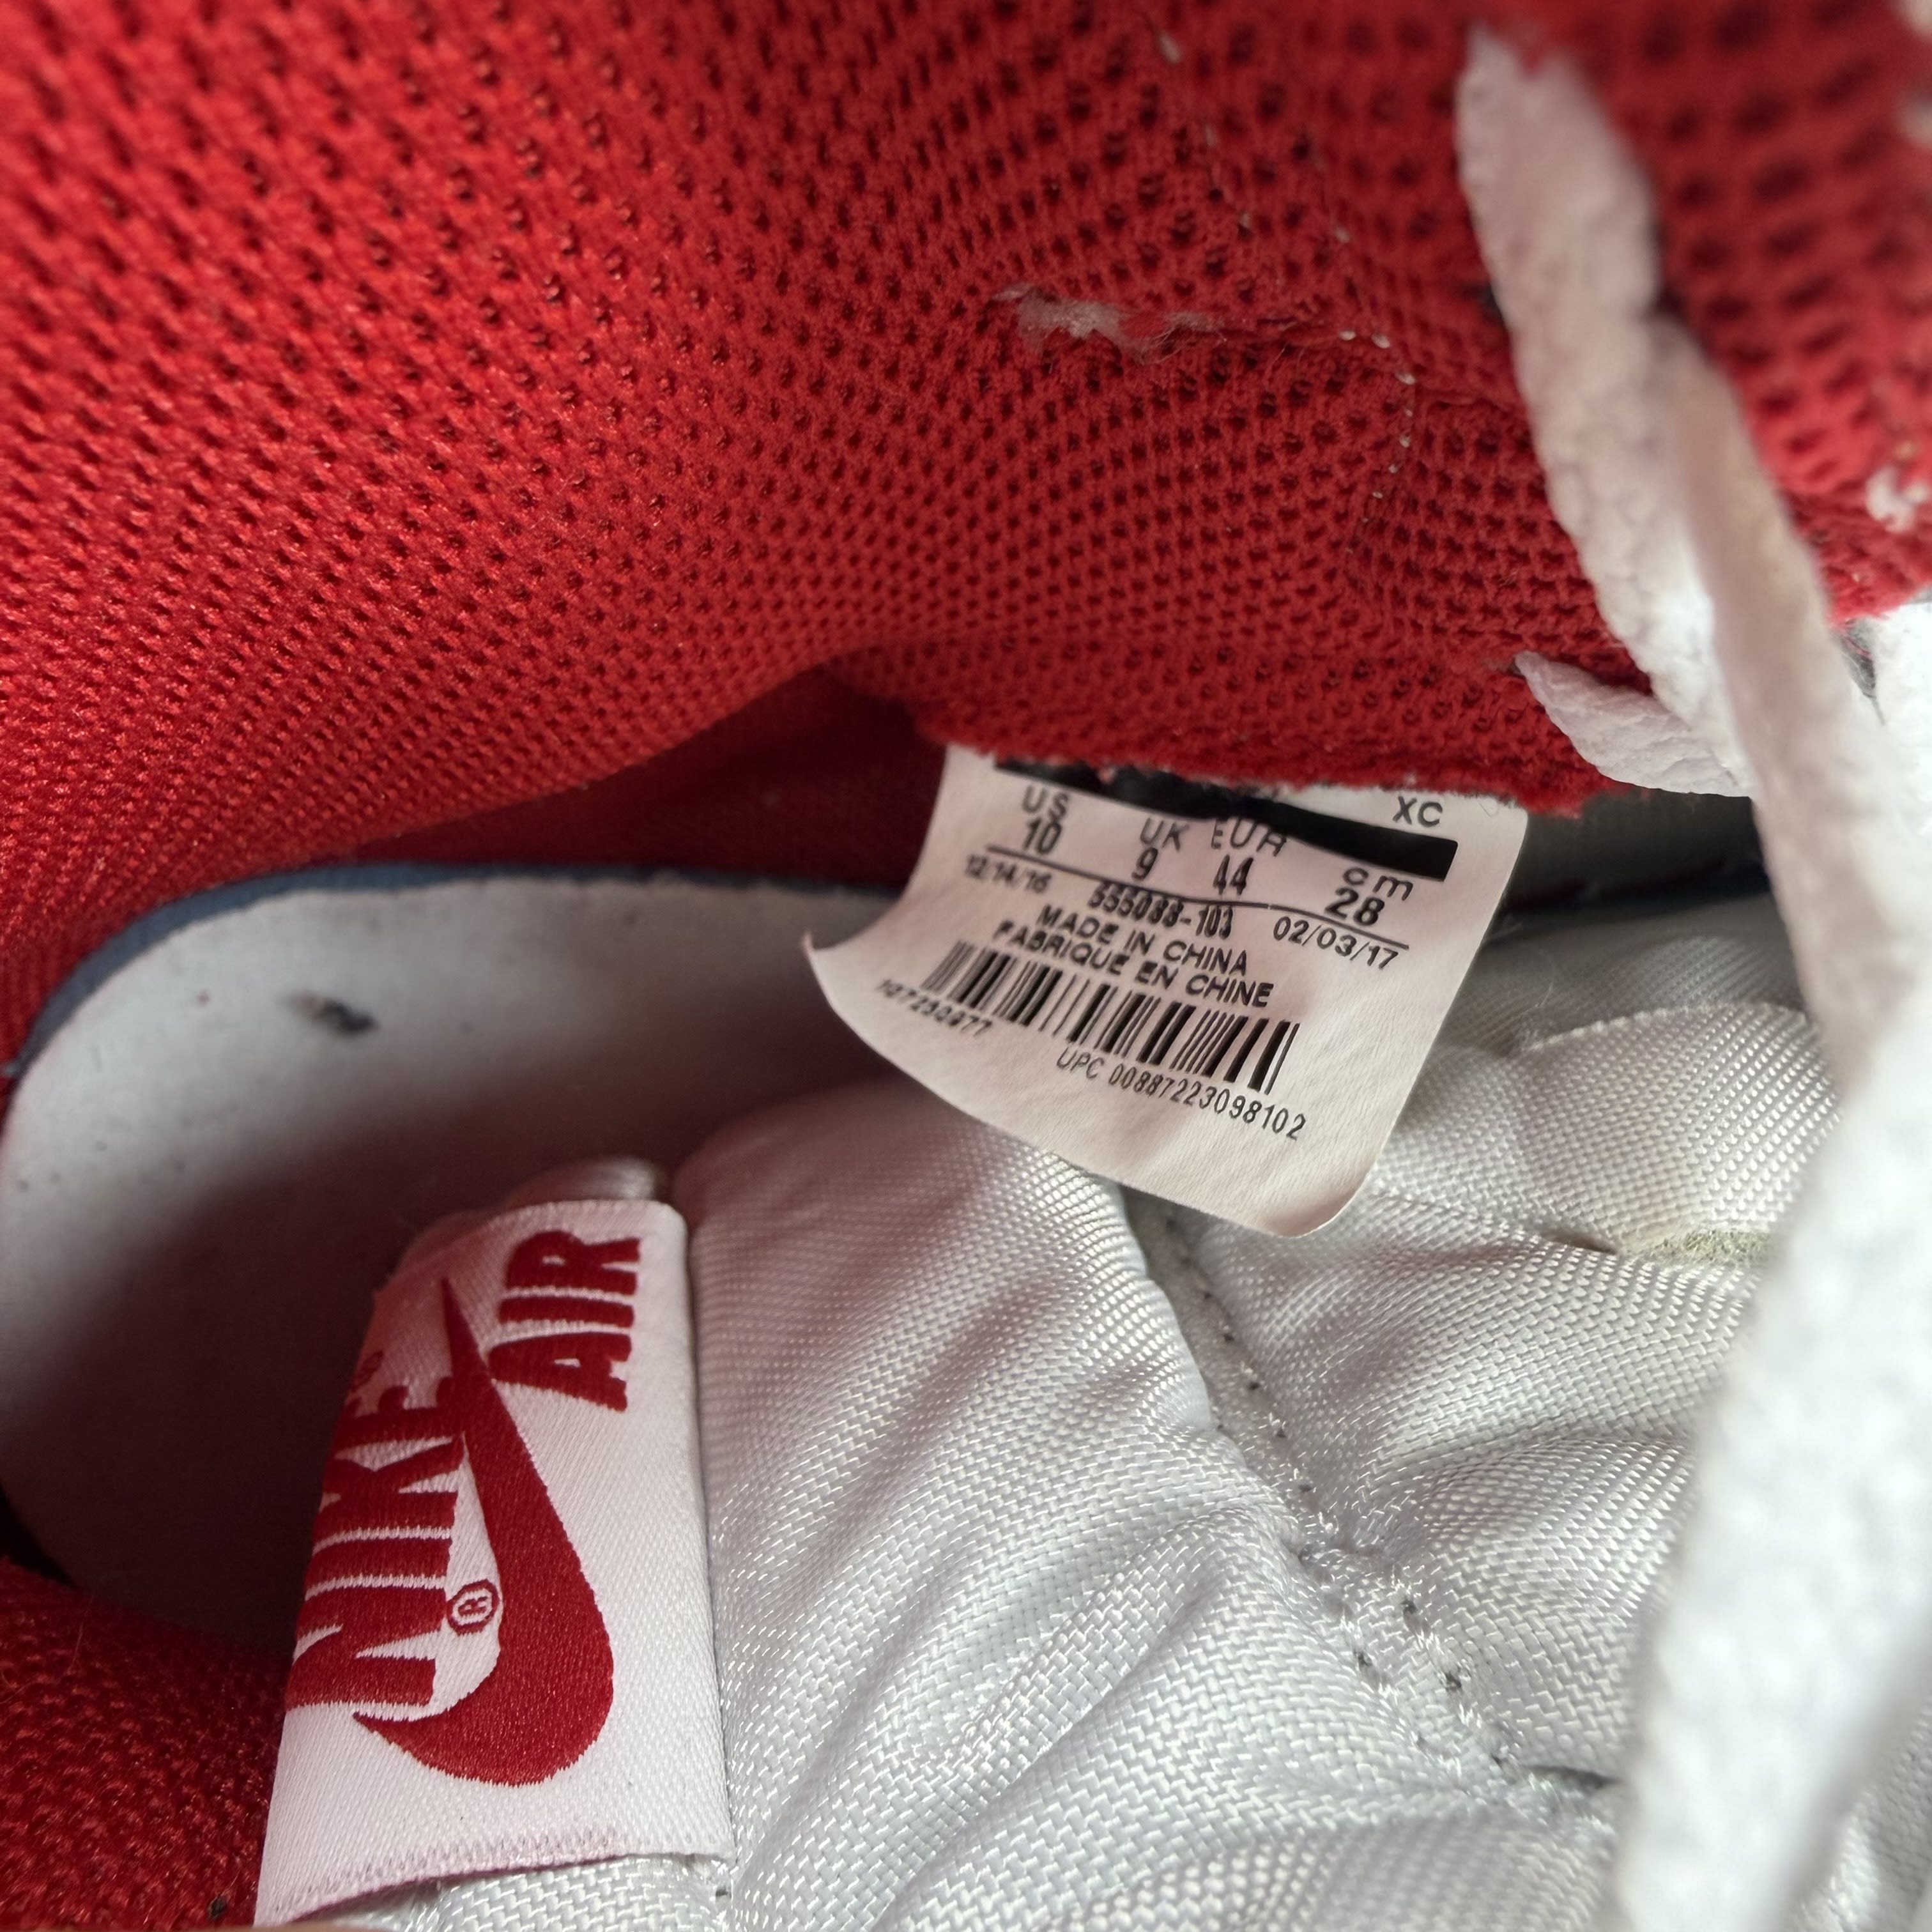 XC
US UK EUR cm
10 9 44 28
12/14/16 555088-103 02/03/17
MADE IN CHINA
FABRIQUE EN CHINE
UPC 00887223098102
NIKE ®
AIR